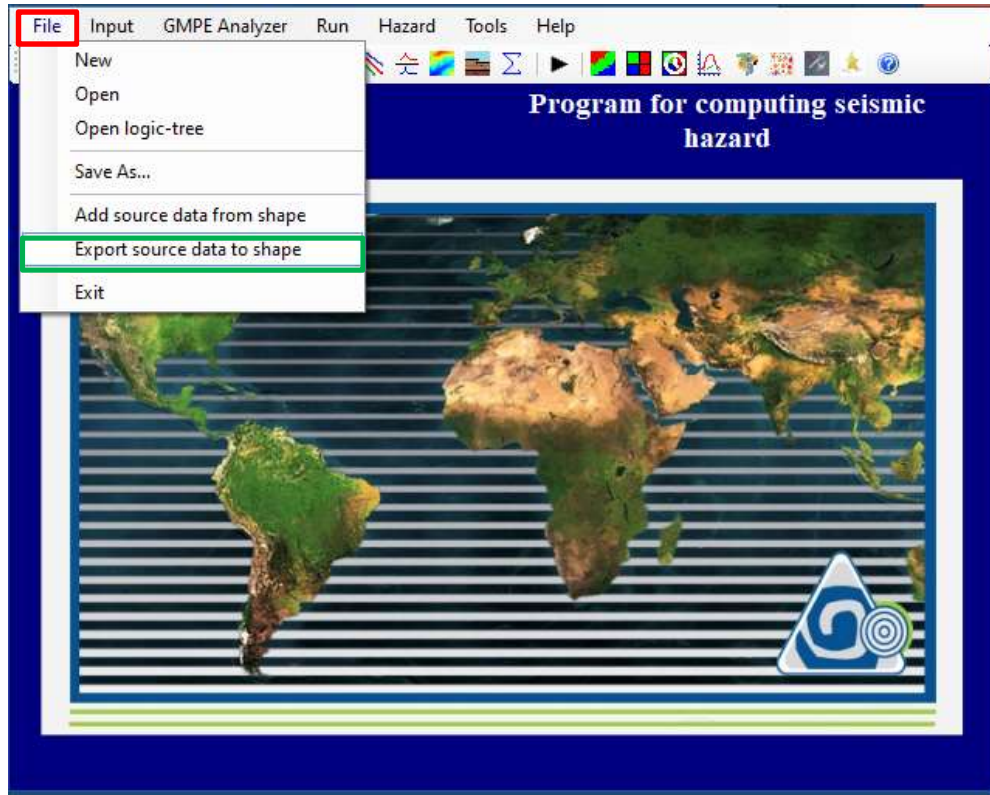 File Input GMPE Analyzer Run Hazard Tools Help
New
Open
Open logic-tree
Save As...
Add source data from shape
Export source data to shape
Exit
Program for computing seismic
hazard